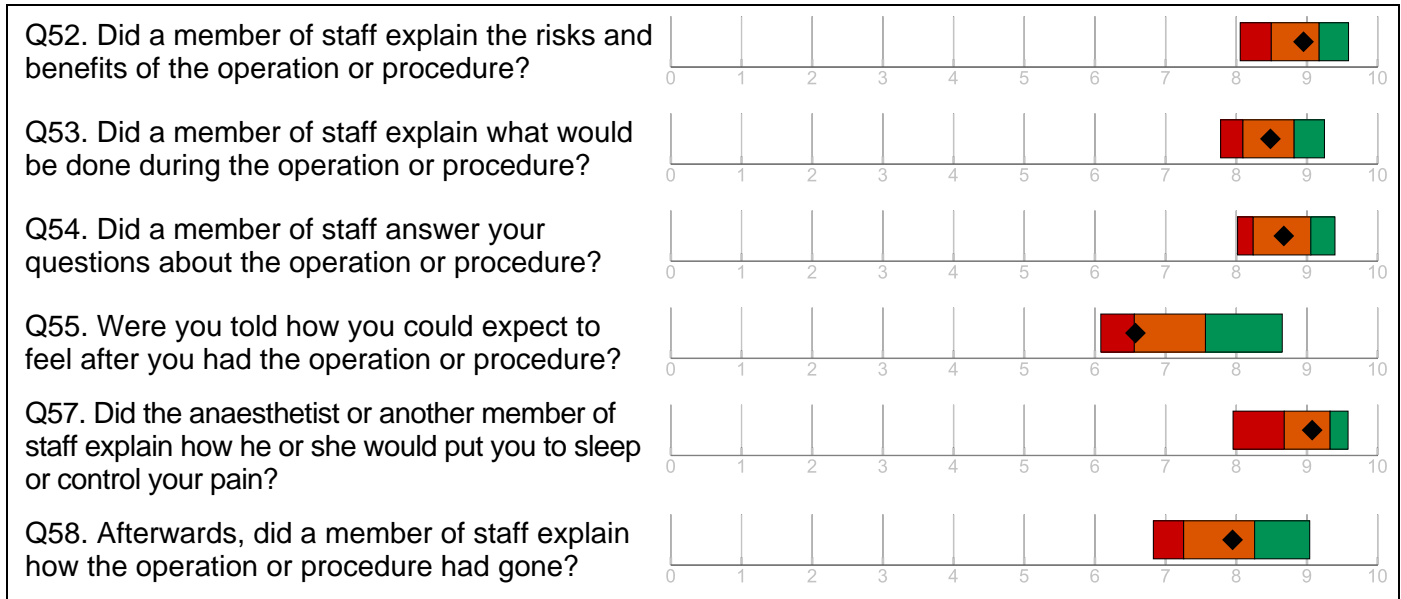 Q52. Did a member of staff explain the risks and
benefits of the operation or procedure?
0 1 2 3 4 5 6 7 8 9 10
Q53. Did a member of staff explain what would
be done during the operation or procedure?
0 1 2 3 4 5 6 7 8 9 10
Q54. Did a member of staff answer your
questions about the operation or procedure?
0 1 2 3 4 5 6 7 8 9 10
Q55. Were you told how you could expect to
feel after you had the operation or procedure?
0 1 2 3 4 5 6 7 8 9 10
Q57. Did the anaesthetist or another member of
staff explain how he or she would put you to sleep
or control your pain?
0 1 2 3 4 5 6 7 8 9 10
Q58. Afterwards, did a member of staff explain
how the operation or procedure had gone?
0 1 2 3 4 5 6 7 8 9 10